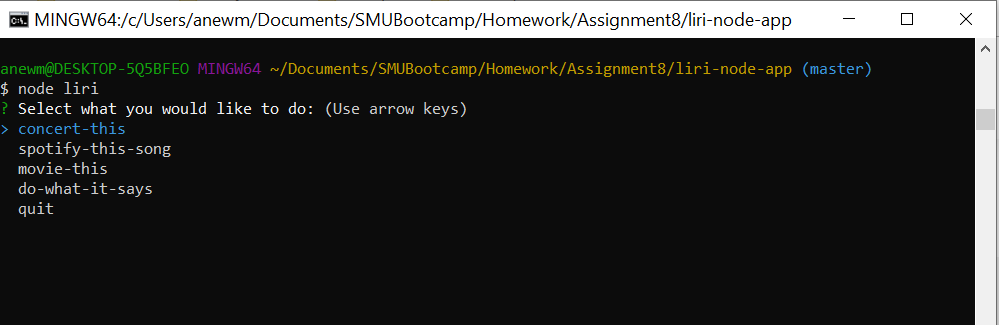 MINGW64:/c/Users/anewm/Documents/SMUBootcamp/Homework/Assignment8/liri-node-app
anewm@DESKTOP-5Q5BFEO MINGW64 ~/Documents/SMUBootcamp/Homework/Assignment8/liri-node-app (master)
$ node liri
? Select what you would like to do: (Use arrow keys)
> concert-this
spotify-this-song
movie-this
do-what-it-says
quit